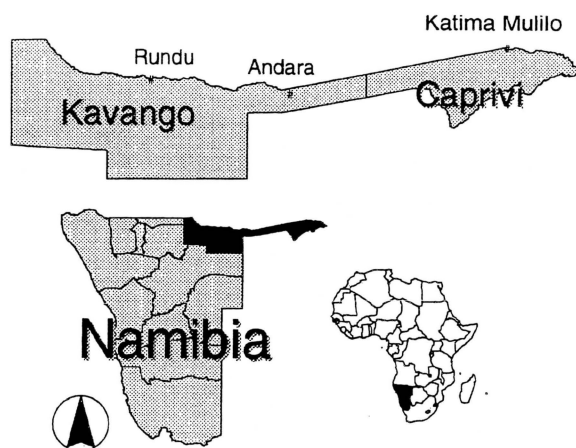 Katima Mulilo
Rundu
Andara
Kavango
Caprivi
Namibia